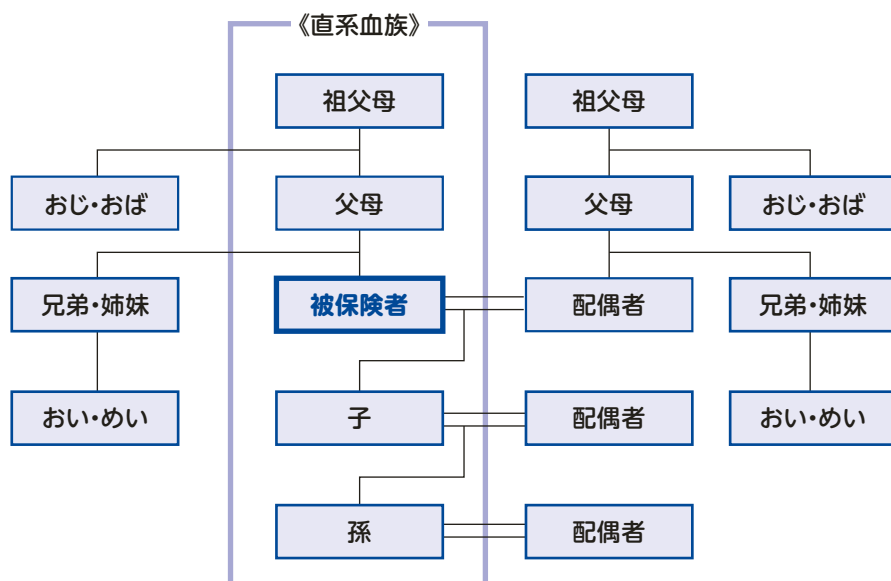 《直系血族》
祖父母
祖父母
おじ・おば
父母
父母
おじ・おば
兄弟・姉妹
被保険者
配偶者
兄弟・姉妹
おい・めい
子
配偶者
おい・めい
孫
配偶者